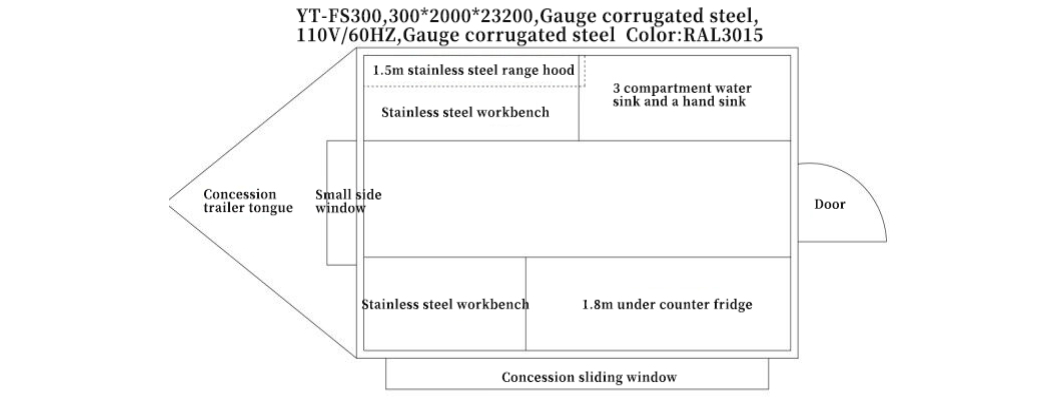 YT-FS300,300*2000*23200,Gauge corrugated steel,
110V/60HZ,Gauge corrugated steel Color:RAL3015
1.5m stainless steel range hood
3 compartment water
sink and a hand sink
Stainless steel workbench
Concession
trailer tongue
Small side
window
Door
Stainless steel workbench
1.8m under counter fridge
Concession sliding window